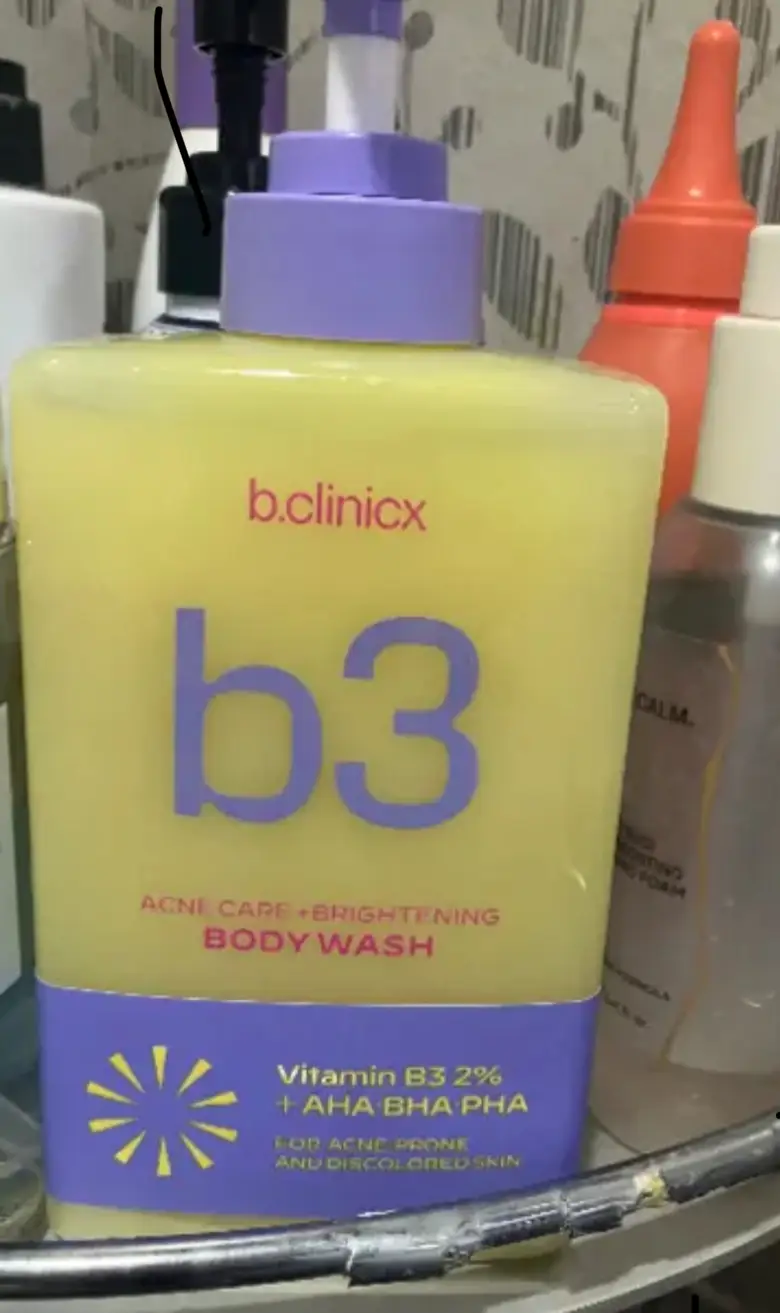 b.clinicx
b3
ACNE CARE + BRIGHTENING
BODY WASH
Vitamin B3 2%
+ AHA·BHA·PHA
FOR ACNE-PRONE
AND DISCOLORED SKIN
CALM.
FOAM